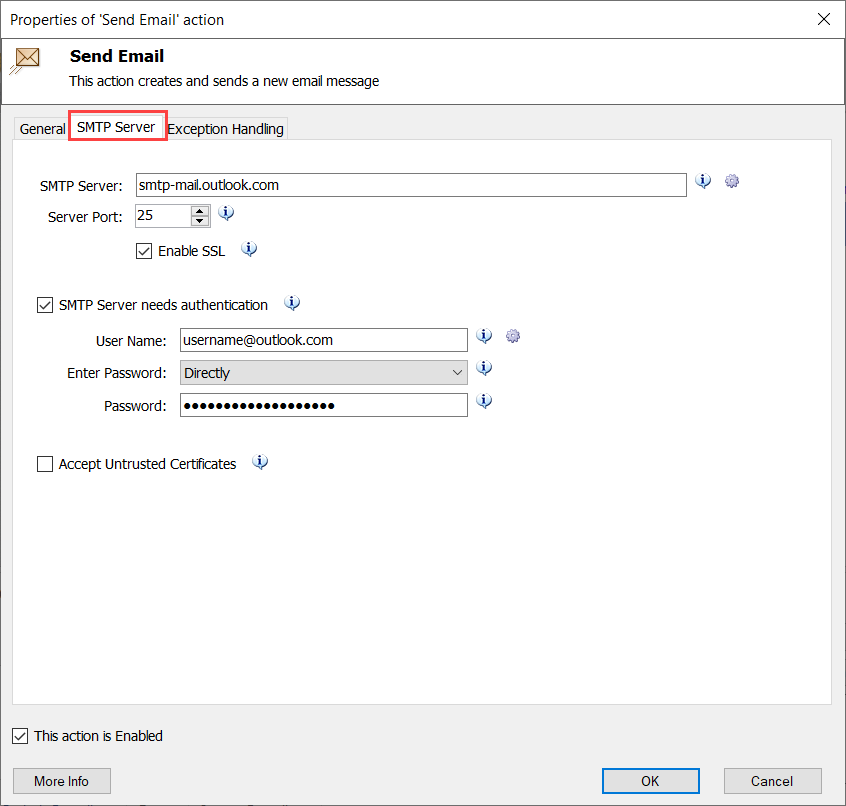 Properties of 'Send Email' action
Send Email
This action creates and sends a new email message
General SMTP Server Exception Handling
SMTP Server: smtp-mail.outlook.com
Server Port: 25
Enable SSL
SMTP Server needs authentication
User Name: username@outlook.com
Enter Password: Directly
Password: ●●●●●●●●●●●●●●●●●●●
Accept Untrusted Certificates
This action is Enabled
More Info OK Cancel